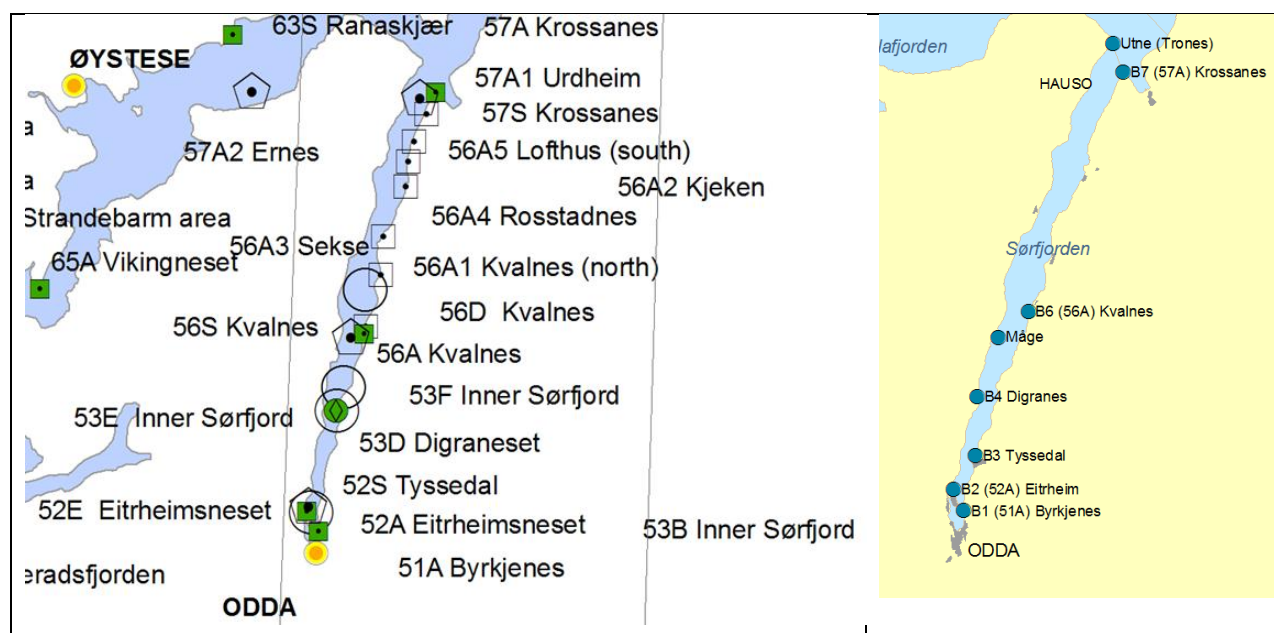 63S Ranaskjær
57A Krossanes
ØYSTESE
57A1 Urdheim
57S Krossanes
a
57A2 Ernes
56A5 Lofthus (south)
a
56A2 Kjeken
Strandebarm area
56A4 Rosstadnes
56A3 Sekse
65A Vikingneset
56A1 Kvalnes (north)
56D Kvalnes
56S Kvalnes
56A Kvalnes
53F Inner Sørfjord
53E Inner Sørfjord
53D Digraneset
52S Tyssedal
52E Eitrheimsneset
52A Eitrheimsneset
53B Inner Sørfjord
51A Byrkjenes
eradsfjorden
ODDA
Utne (Trones)
lafjorden
B7 (57A) Krossanes
HAUSO
Sørfjorden
B6 (56A) Kvalnes
Måge
B4 Digranes
B3 Tyssedal
B2 (52A) Eitrheim
B1 (51A) Byrkjenes
ODDA